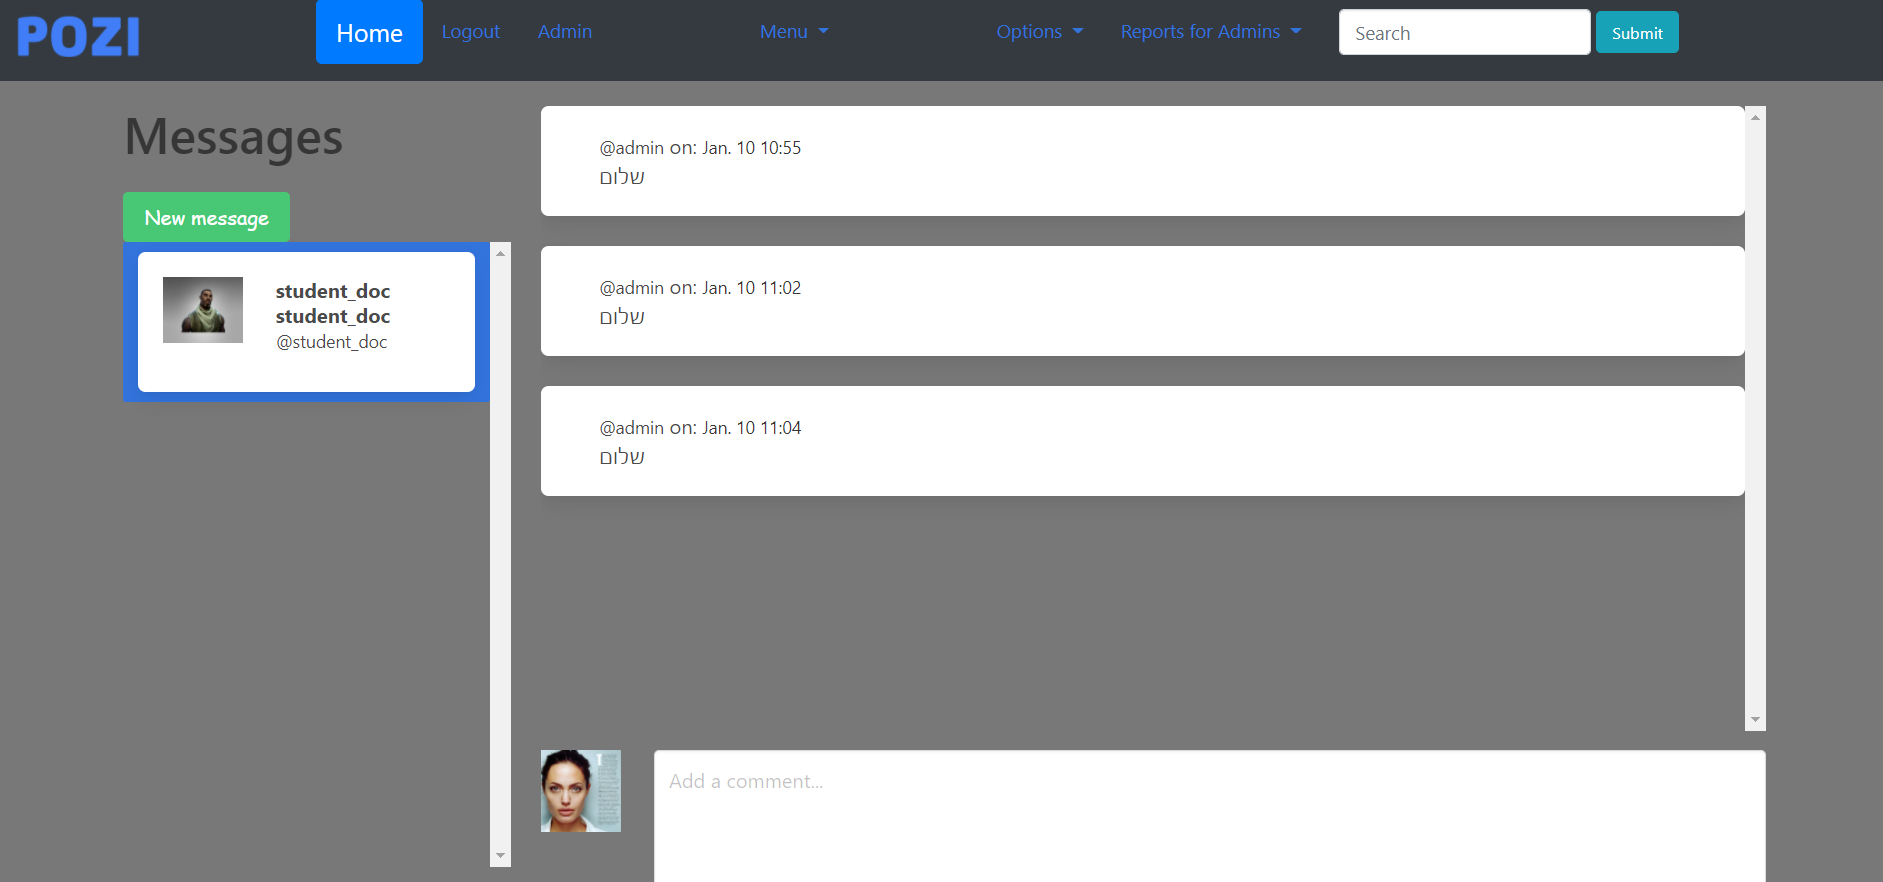 POZI
Home Logout Admin Menu Options Reports for Admins Search Submit
Messages
New message
student_doc
student_doc
@student_doc
@admin on: Jan. 10 10:55
שלום
@admin on: Jan. 10 11:02
שלום
@admin on: Jan. 10 11:04
שלום
Add a comment...